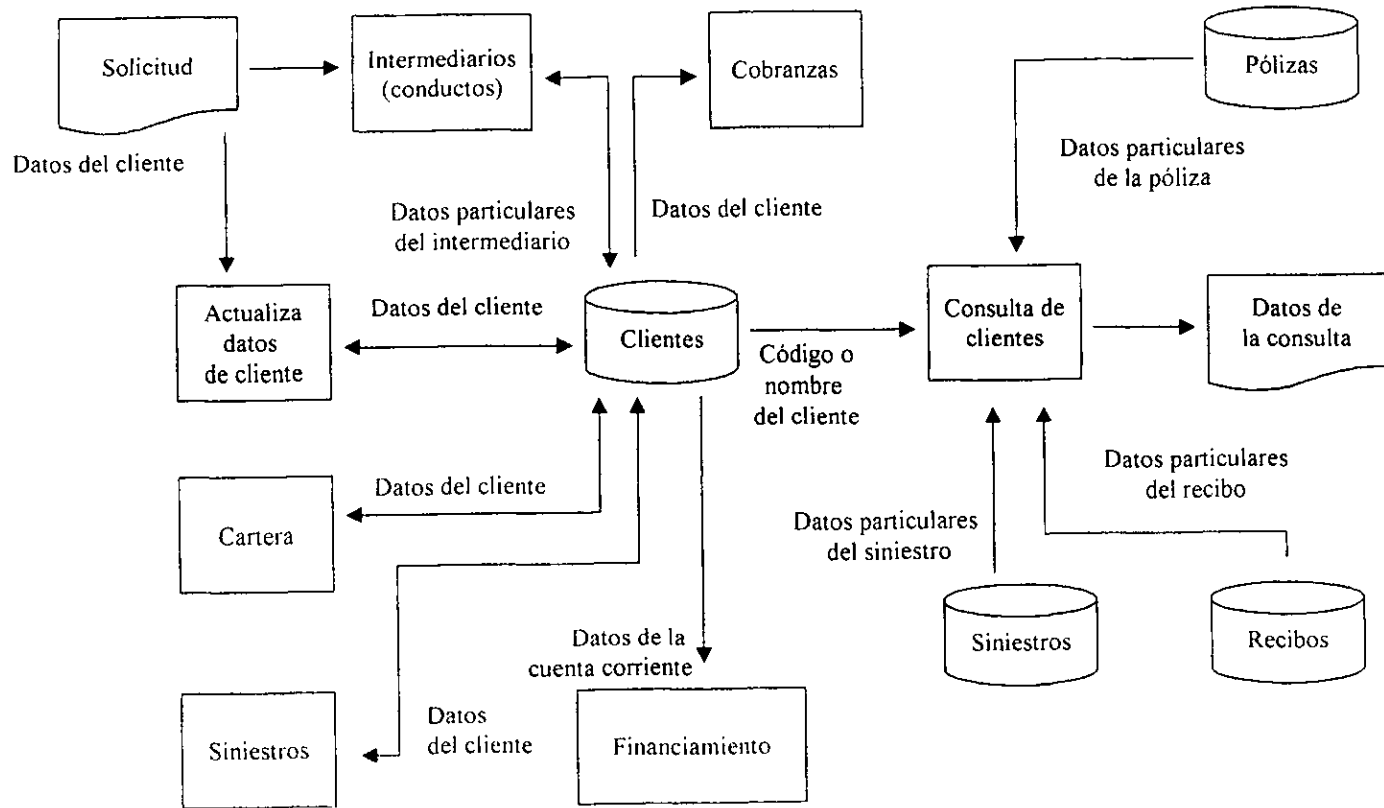 Solicitud
Intermediarios
(conductos)
Cobranzas
Pólizas
Datos del cliente
Datos particulares
del intermediario
Datos del cliente
Datos particulares
de la póliza
Actualiza
datos
de cliente
Datos del cliente
Clientes
Código o
nombre
del cliente
Consulta de
clientes
Datos de
la consulta
Cartera
Datos del cliente
Datos particulares
del siniestro
Datos particulares
del recibo
Siniestros
Recibos
Siniestros
Datos
del cliente
Datos de la
cuenta corriente
Financiamiento